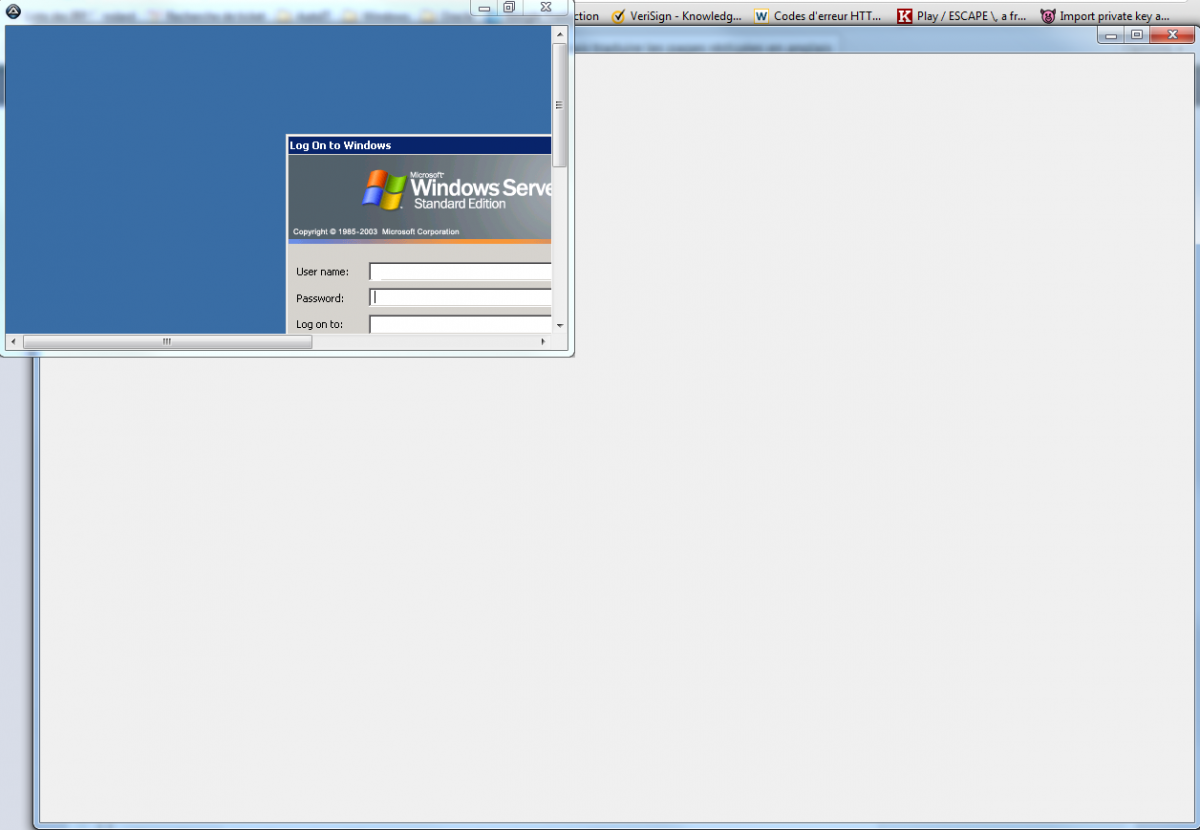 ction VeriSign - Knowledg... Codes d'erreur HTT... Play / ESCAPE \, a fr... Import private key a...
Log On to Windows
Microsoft
Windows Serve
Standard Edition
Copyright © 1985-2003 Microsoft Corporation
User name:
Password:
Log on to: